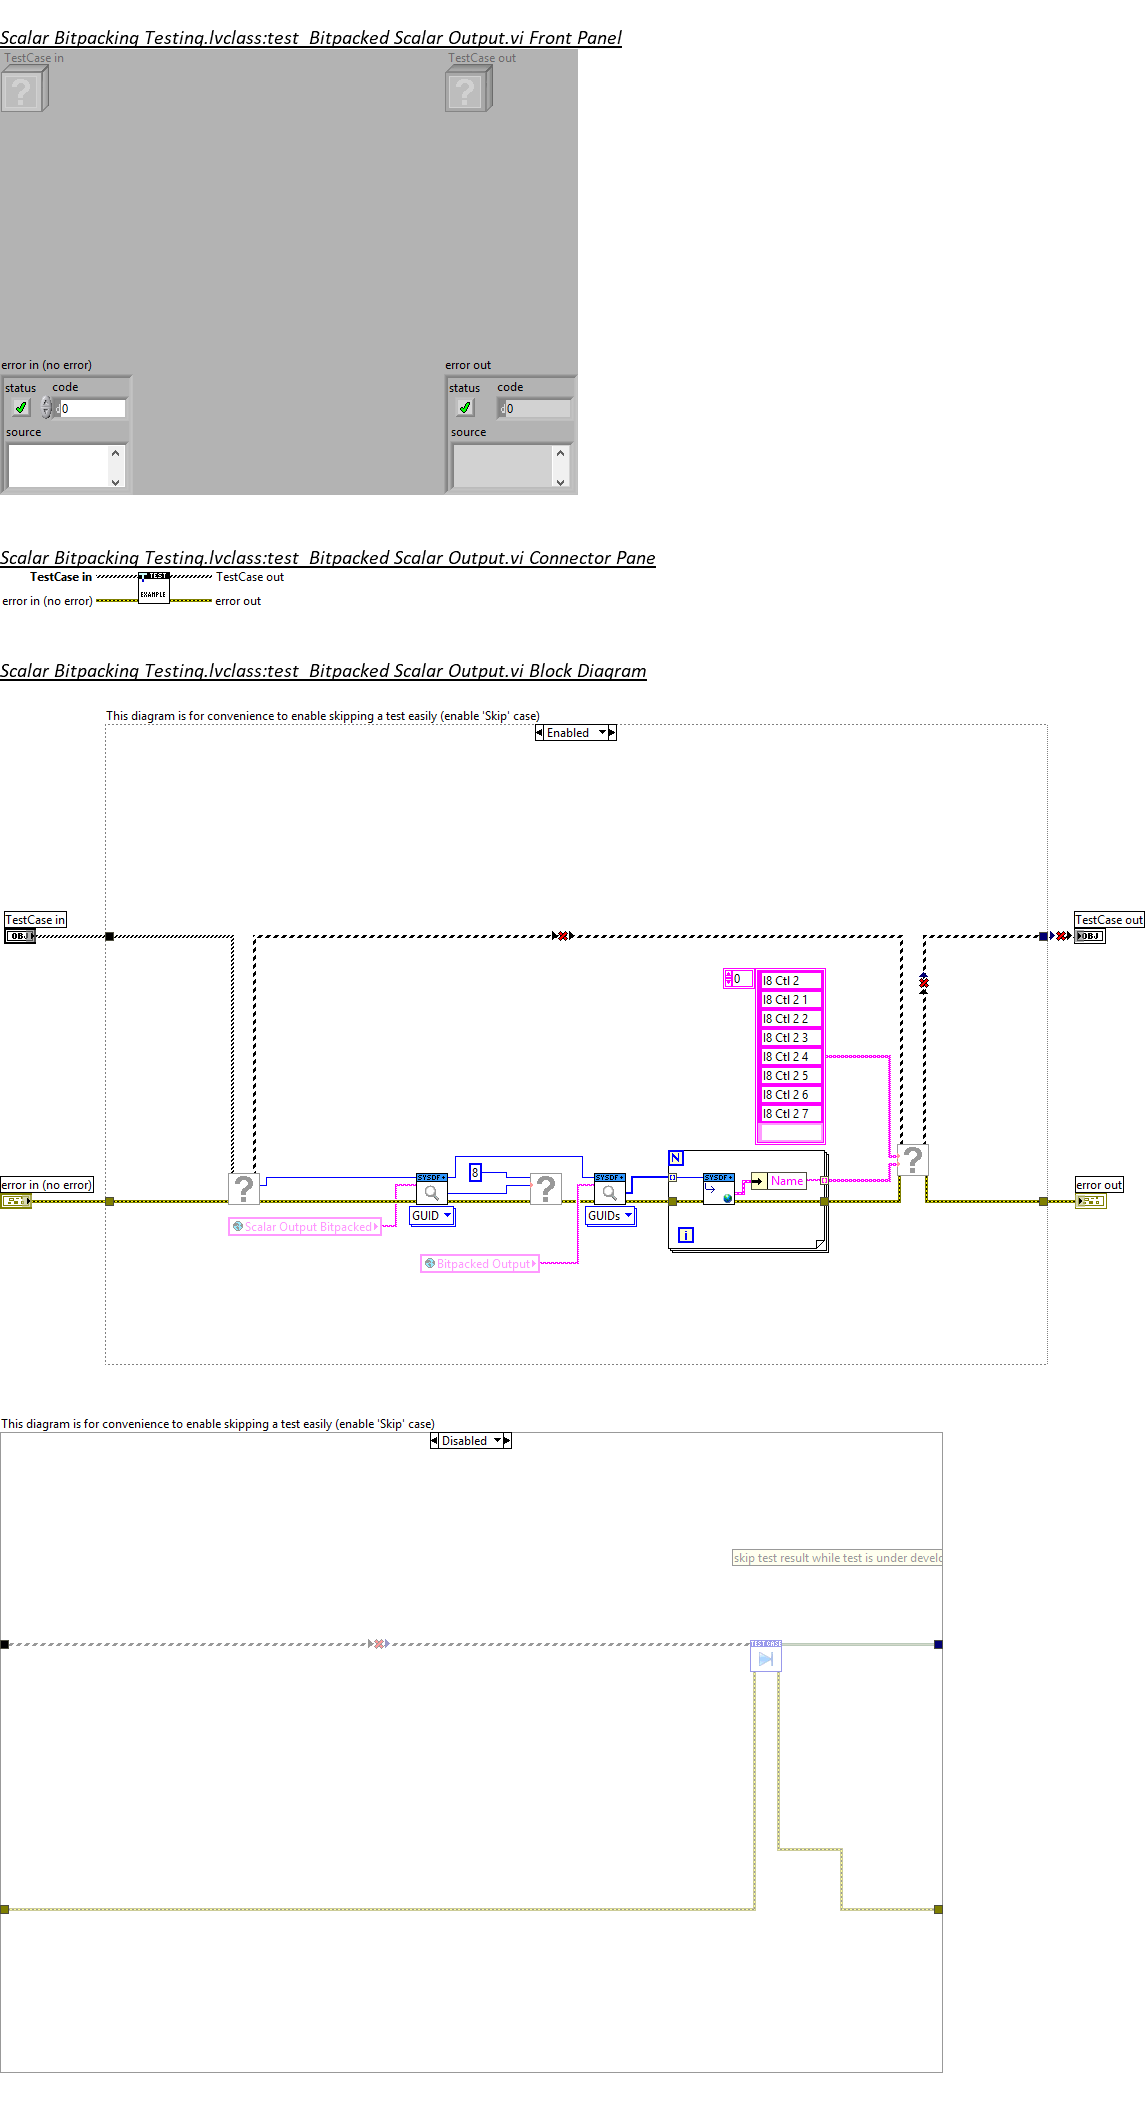 Scalar Bitpacking Testing.lvclass:test_Bitpacked Scalar Output.vi Front Panel
TestCase in
TestCase out
error in (no error)
status
code
0
source
error out
status
code
0
source
Scalar Bitpacking Testing.lvclass:test_Bitpacked Scalar Output.vi Connector Pane
TestCase in
TEST
EXAMPLE
TestCase out
error in (no error)
error out
Scalar Bitpacking Testing.lvclass:test_Bitpacked Scalar Output.vi Block Diagram
This diagram is for convenience to enable skipping a test easily (enable 'Skip' case)
Enabled
TestCase in
OBJ
TestCase out
OBJ
0
I8 Ctl 2
I8 Ctl 2 1
I8 Ctl 2 2
I8 Ctl 2 3
I8 Ctl 2 4
I8 Ctl 2 5
I8 Ctl 2 6
I8 Ctl 2 7
N
error in (no error)
?
SYSDF
8
?
SYSDF
SYSDF
Name
?
error out
GUID
GUIDs
Scalar Output Bitpacked
i
Bitpacked Output
This diagram is for convenience to enable skipping a test easily (enable 'Skip' case)
Disabled
skip test result while test is under develo
TEST CASE